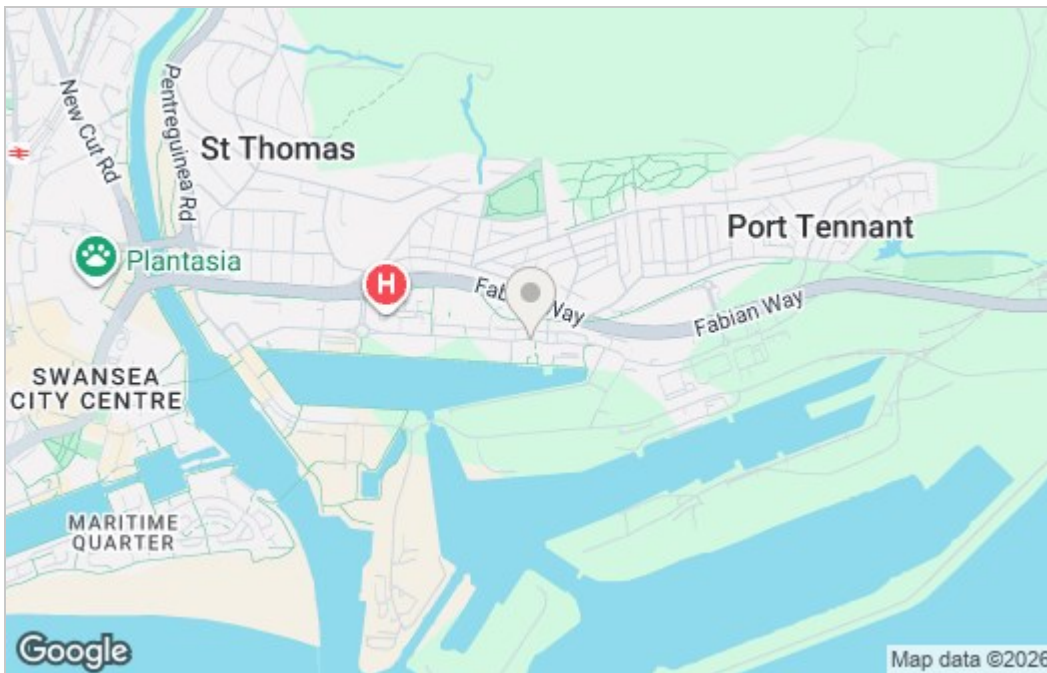 New Cut Rd
Pentreguinea Rd
St Thomas
Port Tennant
Plantasia
H
Fabian Way
Fabian Way
SWANSEA
CITY CENTRE
MARITIME
QUARTER
Google
Map data ©2026